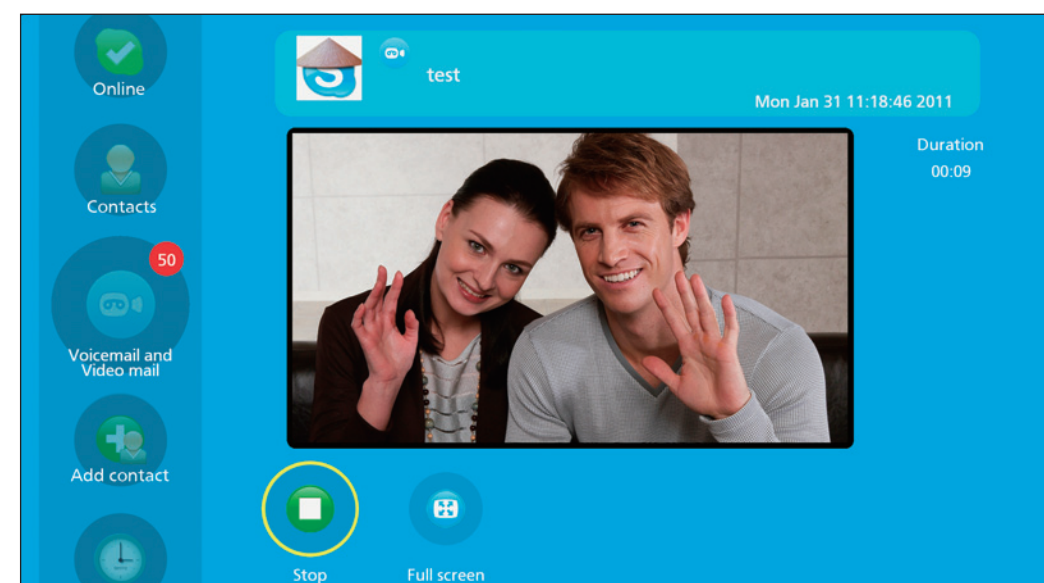 Online
Contacts
50
Voicemail and
Video mail
Add contact
S
test
Mon Jan 31 11:18:46 2011
Duration
00:09
Stop
Full screen